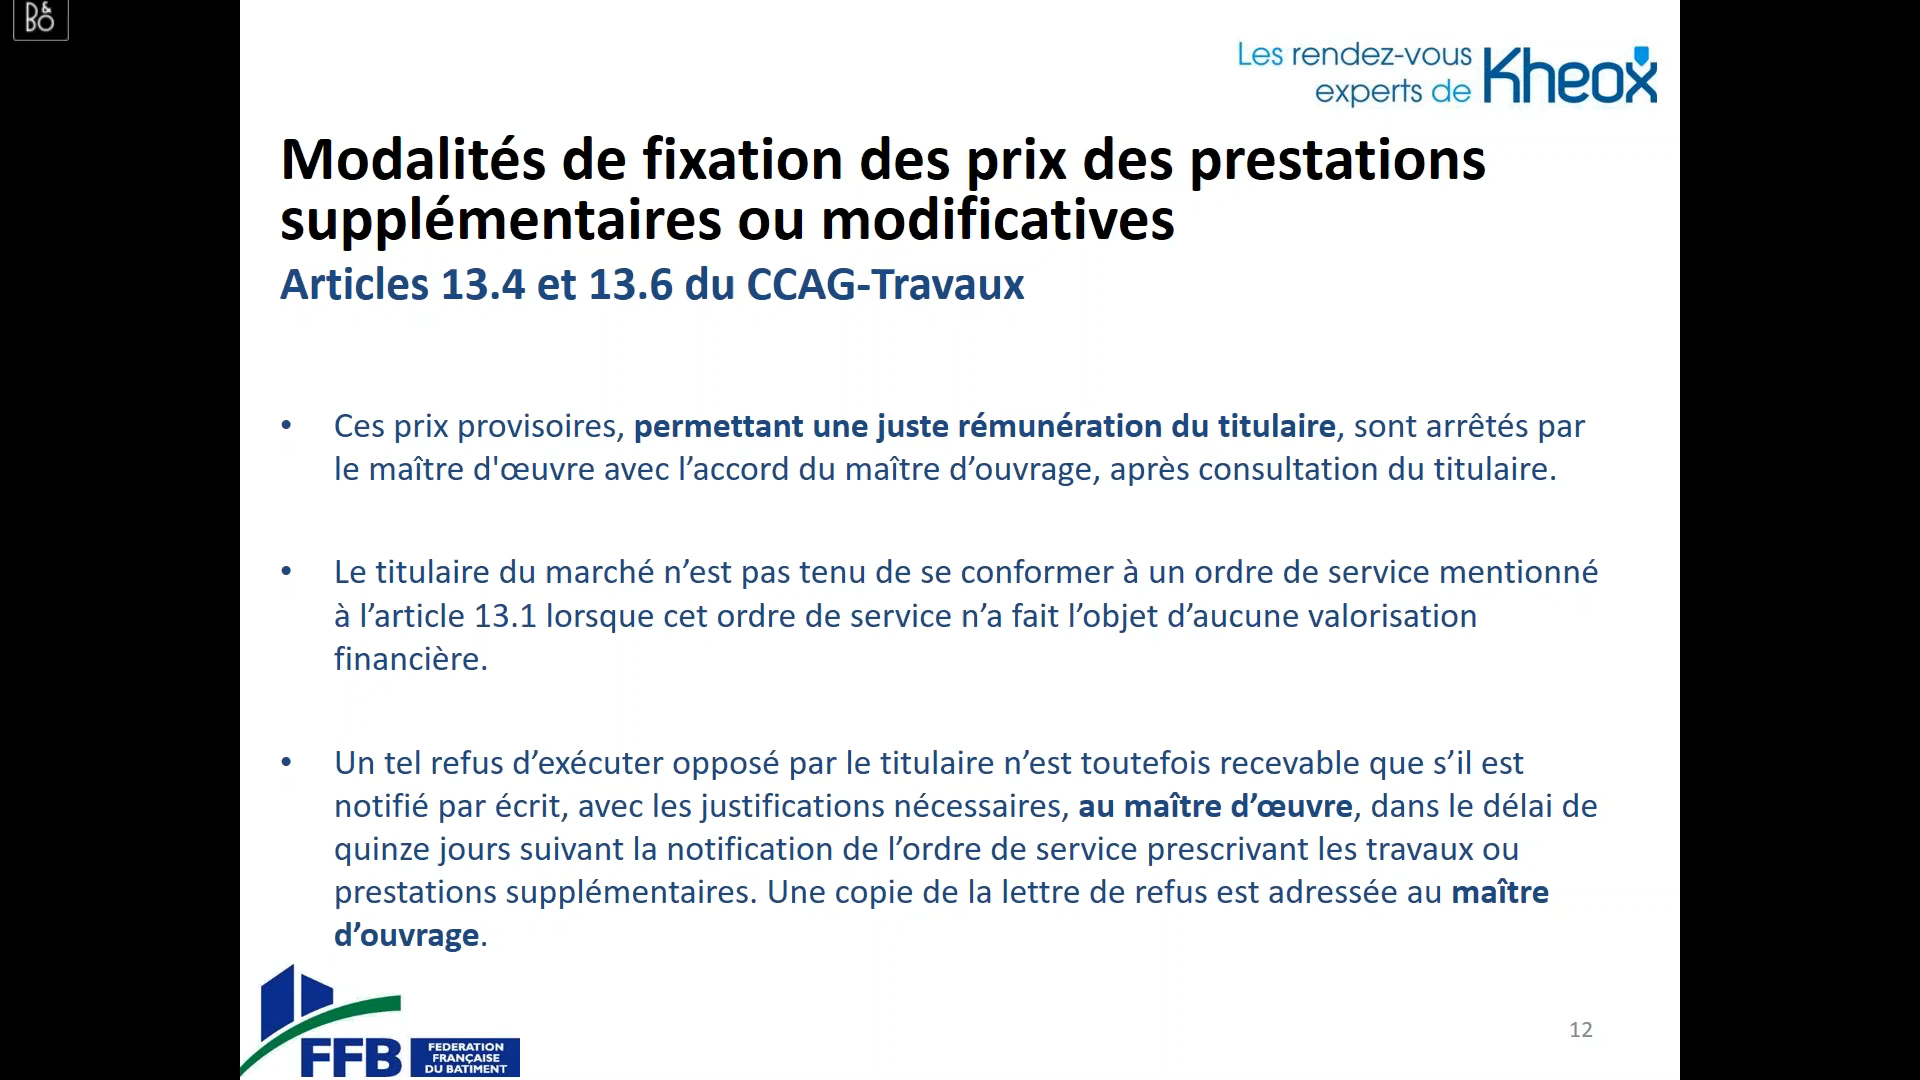 B&O
Les rendez-vous
experts de Kheox
Modalités de fixation des prix des prestations
supplémentaires ou modificatives
Articles 13.4 et 13.6 du CCAG-Travaux
• Ces prix provisoires, permettant une juste rémunération du titulaire, sont arrêtés par
le maître d'œuvre avec l’accord du maître d’ouvrage, après consultation du titulaire.
• Le titulaire du marché n’est pas tenu de se conformer à un ordre de service mentionné
à l’article 13.1 lorsque cet ordre de service n’a fait l’objet d’aucune valorisation
financière.
• Un tel refus d’exécuter opposé par le titulaire n’est toutefois recevable que s’il est
notifié par écrit, avec les justifications nécessaires, au maître d’œuvre, dans le délai de
quinze jours suivant la notification de l’ordre de service prescrivant les travaux ou
prestations supplémentaires. Une copie de la lettre de refus est adressée au maître
d’ouvrage.
FFB
FEDERATION
FRANÇAISE
DU BATIMENT
12